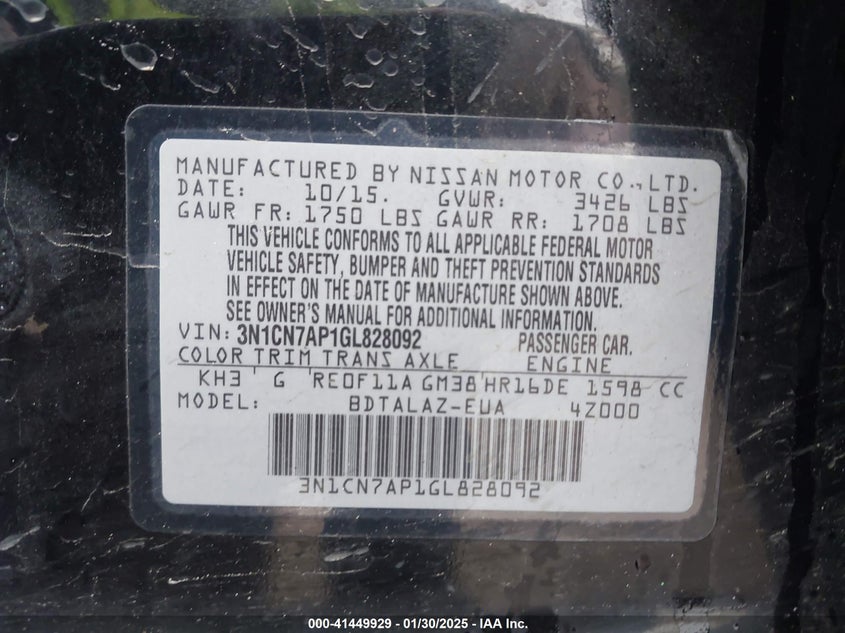 MANUFACTURED BY NISSAN MOTOR CO.,LTD.
DATE: 10/15. GVWR: 3426 LBS
GAWR FR: 1750 LBS GAWR RR: 1708 LBS
THIS VEHICLE CONFORMS TO ALL APPLICABLE FEDERAL MOTOR
VEHICLE SAFETY, BUMPER AND THEFT PREVENTION STANDARDS
IN EFFECT ON THE DATE OF MANUFACTURE SHOWN ABOVE.
SEE OWNER'S MANUAL FOR ADDITIONAL INFORMATION.
VIN: 3N1CN7AP1GL828092 PASSENGER CAR.
COLOR TRIM TRANS AXLE ENGINE
KH3 ' G 'RE0F11A GM38'HR16DE 1598 CC
MODEL: BDTALAZ-EUA 4Z000
3N1CN7AP1GL828092
000-41449929 - 01/30/2025 - IAA Inc.